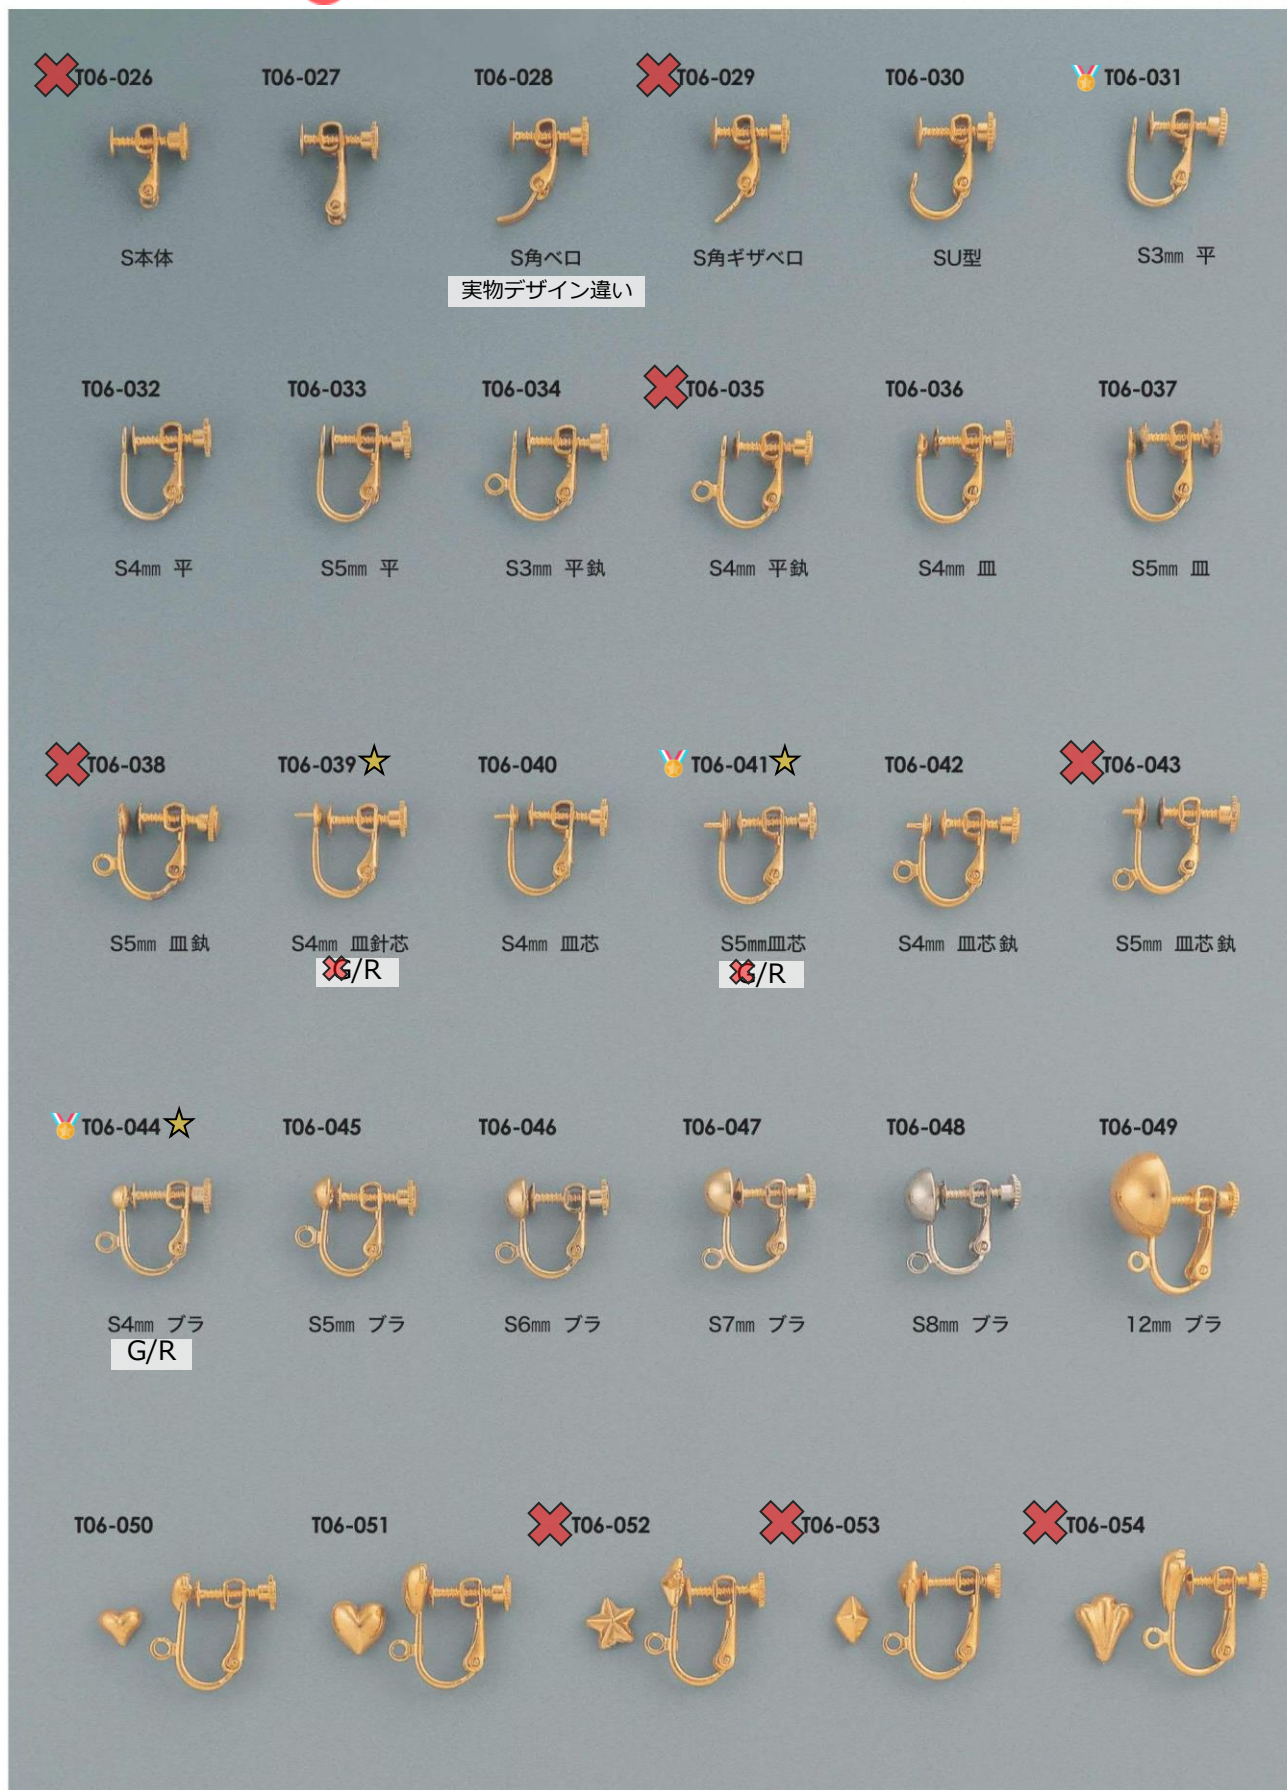 T06-026 T06-027 T06-028 T06-029 T06-030 T06-031
S本体 S角ベロ S角ギザベロ SU型 S3mm 平
実物デザイン違い
T06-032 T06-033 T06-034 T06-035 T06-036 T06-037
S4mm 平 S5mm 平 S3mm 平釻 S4mm 平釻 S4mm 皿 S5mm 皿
T06-038 T06-039 T06-040 T06-041 T06-042 T06-043
S5mm 皿釻 S4mm 皿針芯 S4mm 皿芯 S5mm皿芯 S4mm 皿芯釻 S5mm 皿芯釻
G/R G/R
T06-044 T06-045 T06-046 T06-047 T06-048 T06-049
S4mm ブラ S5mm ブラ S6mm ブラ S7mm ブラ S8mm ブラ 12mm ブラ
G/R
T06-050 T06-051 T06-052 T06-053 T06-054